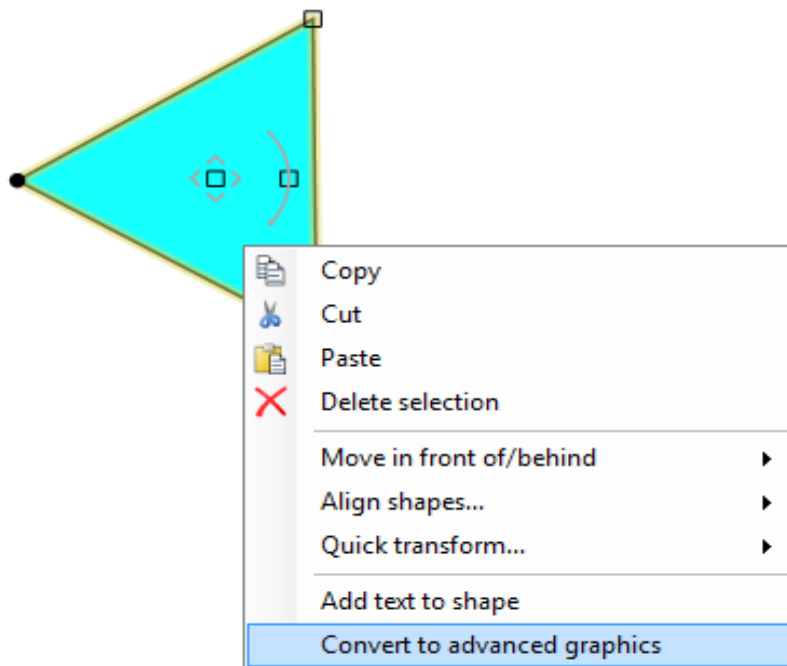 Copy
Cut
Paste
Delete selection
Move in front of/behind
Align shapes...
Quick transform...
Add text to shape
Convert to advanced graphics